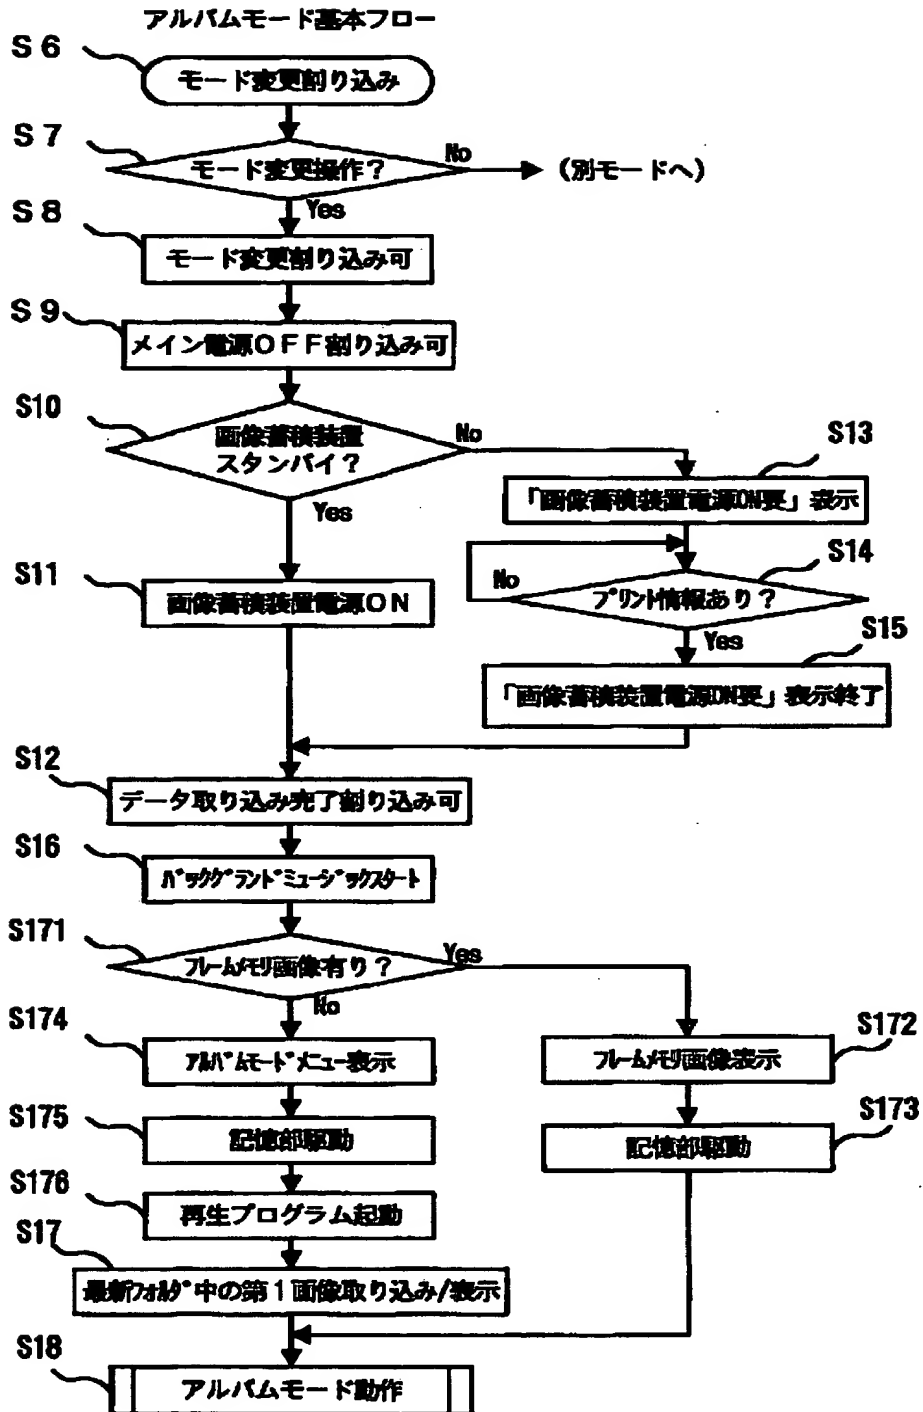 アルバムモード基本フロー
S6
モード変更割り込み
S7
モード変更操作？
No
（別モードへ）
Yes
S8
モード変更割り込み可
S9
メイン電源OFF割り込み可
S10
画像蓄積装置
スタンバイ？
No
Yes
S13
「画像蓄積装置電源ON要」表示
S14
プリント情報あり？
No
Yes
S11
画像蓄積装置電源ON
S15
「画像蓄積装置電源ON要」表示終了
S12
データ取り込み完了割り込み可
S16
バックグランドミュージックスタート
S171
フレームメモリ画像有り？
Yes
No
S174
アルバムモードメニュー表示
S172
フレームメモリ画像表示
S175
記憶部駆動
S173
記憶部駆動
S176
再生プログラム起動
S17
最新フォルダ中の第1画像取り込み/表示
S18
アルバムモード動作